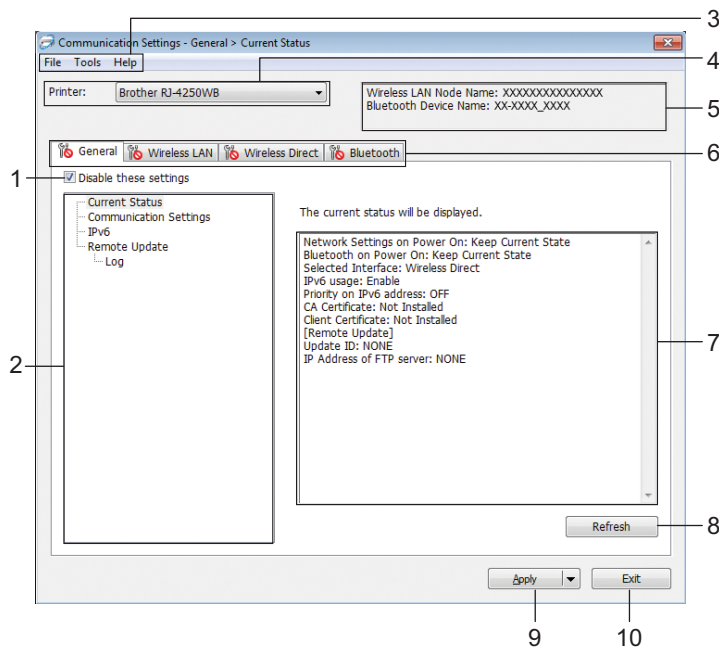 3
Communication Settings - General > Current Status
File Tools Help
4
Printer: Brother RJ-4250WB
Wireless LAN Node Name: XXXXXXXXXXXXXXX
Bluetooth Device Name: XX-XXXX_XXXX
5
General Wireless LAN Wireless Direct Bluetooth
6
1
Disable these settings
Current Status
Communication Settings
IPv6
Remote Update
Log
2
The current status will be displayed.
Network Settings on Power On: Keep Current State
Bluetooth on Power On: Keep Current State
Selected Interface: Wireless Direct
IPv6 usage: Enable
Priority on IPv6 address: OFF
CA Certificate: Not Installed
Client Certificate: Not Installed
[Remote Update]
Update ID: NONE
IP Address of FTP server: NONE
7
Refresh
8
Apply Exit
9 10